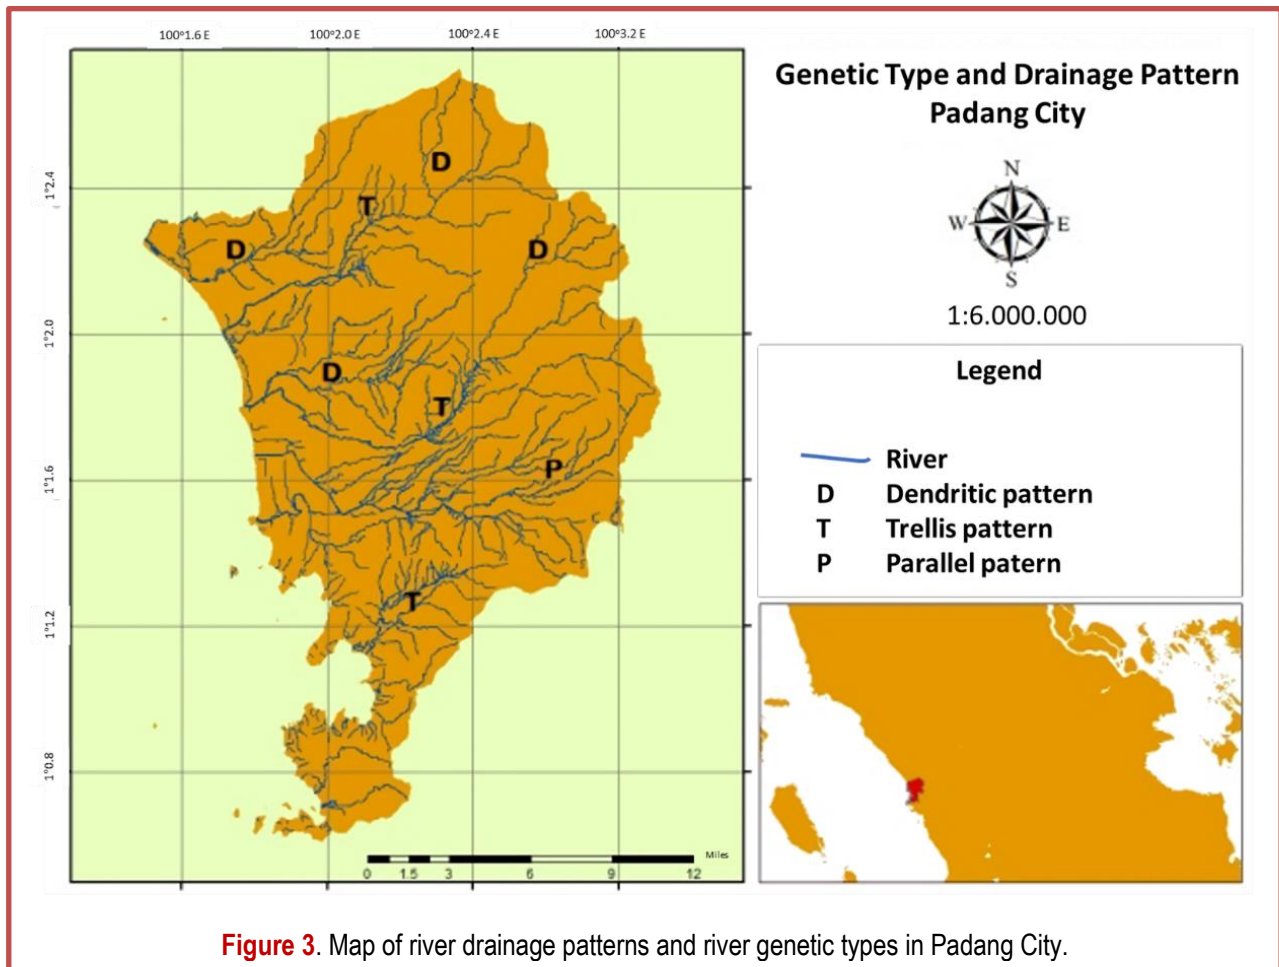 100°1.6 E 100°2.0 E 100°2.4 E 100°3.2 E
1°2.4
1°2.0
1°1.6
1°1.2
1°0.8
D
T
D
D
D
T
P
T
Miles
0 1.5 3 6 9 12
Genetic Type and Drainage Pattern
Padang City
N
W E
S
1:6.000.000
Legend
River
D Dendritic pattern
T Trellis pattern
P Parallel patern
Figure 3. Map of river drainage patterns and river genetic types in Padang City.